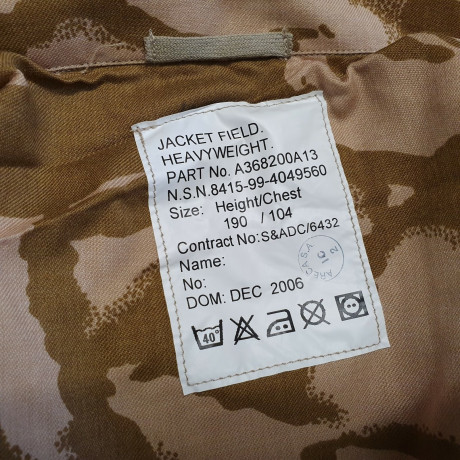 JACKET FIELD.
HEAVYWEIGHT.
PART No. A368200A13
N.S.N.8415-99-4049560
Size: Height/Chest
190 / 104
Contract No:S&ADC/6432
Name:
No:
DOM: DEC 2006
40°